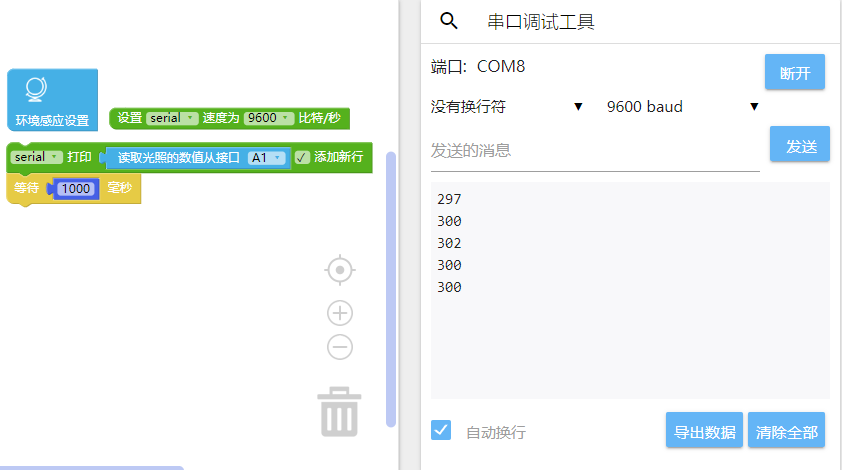 环境感应设置
设置 serial 速度为 9600 比特/秒
serial 打印 读取光照的数值从接口 A1 添加新行
等待 1000 毫秒
串口调试工具
端口: COM8
断开
没有换行符 9600 baud
发送的消息
发送
297
300
302
300
300
自动换行
导出数据
清除全部